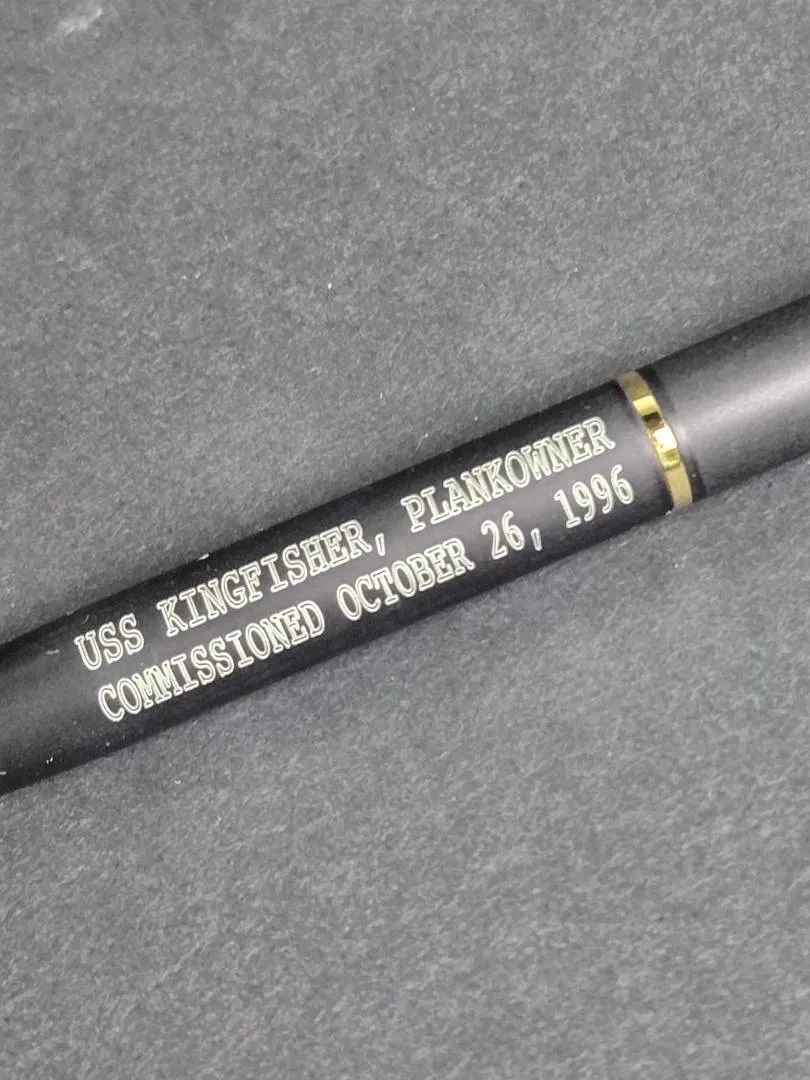 USS KINGFISHER, PLANKOWNER
COMMISSIONED OCTOBER 26, 1996